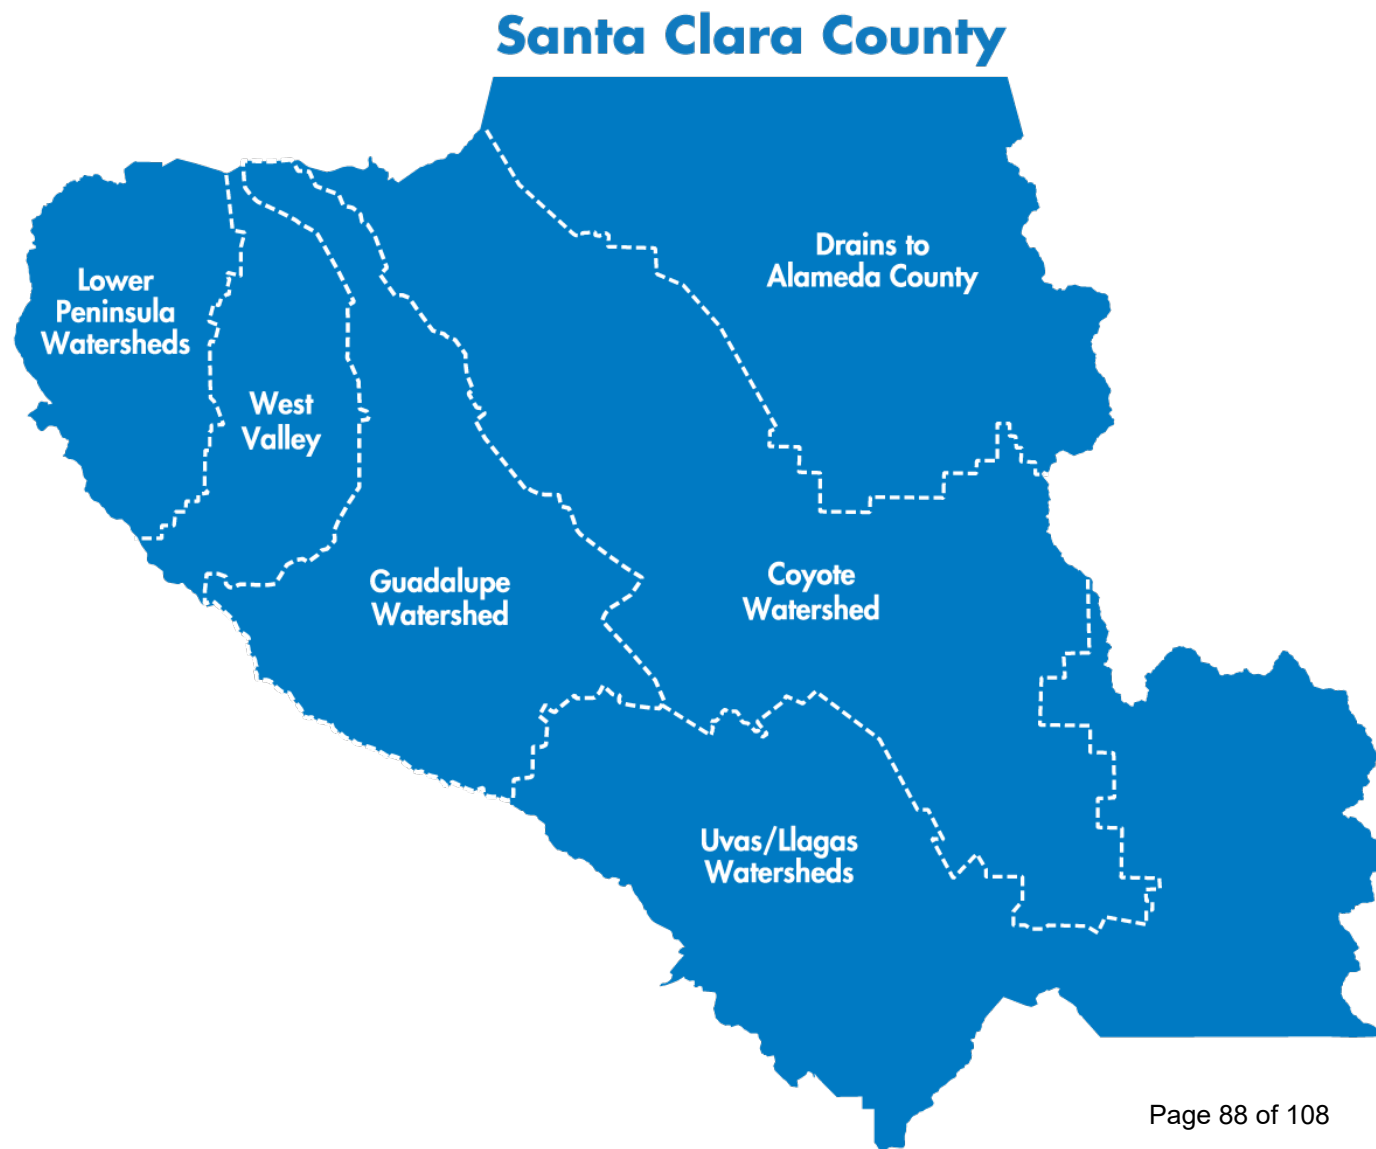 Santa Clara County
Drains to
Alameda County
Lower
Peninsula
Watersheds
West
Valley
Guadalupe
Watershed
Coyote
Watershed
Uvas/Llagas
Watersheds
Page 88 of 108